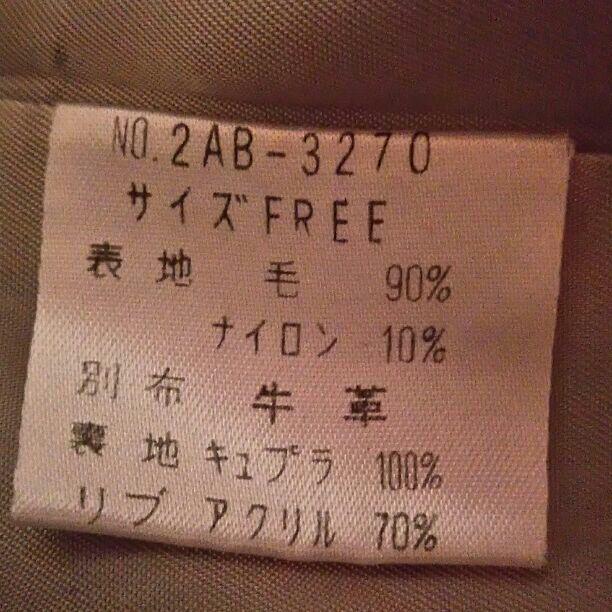 NO.2AB-3270
サイズFREE
表地 毛 90%
ナイロン 10%
別布 牛革
裏地 キュプラ 100%
リブ アクリル 70%